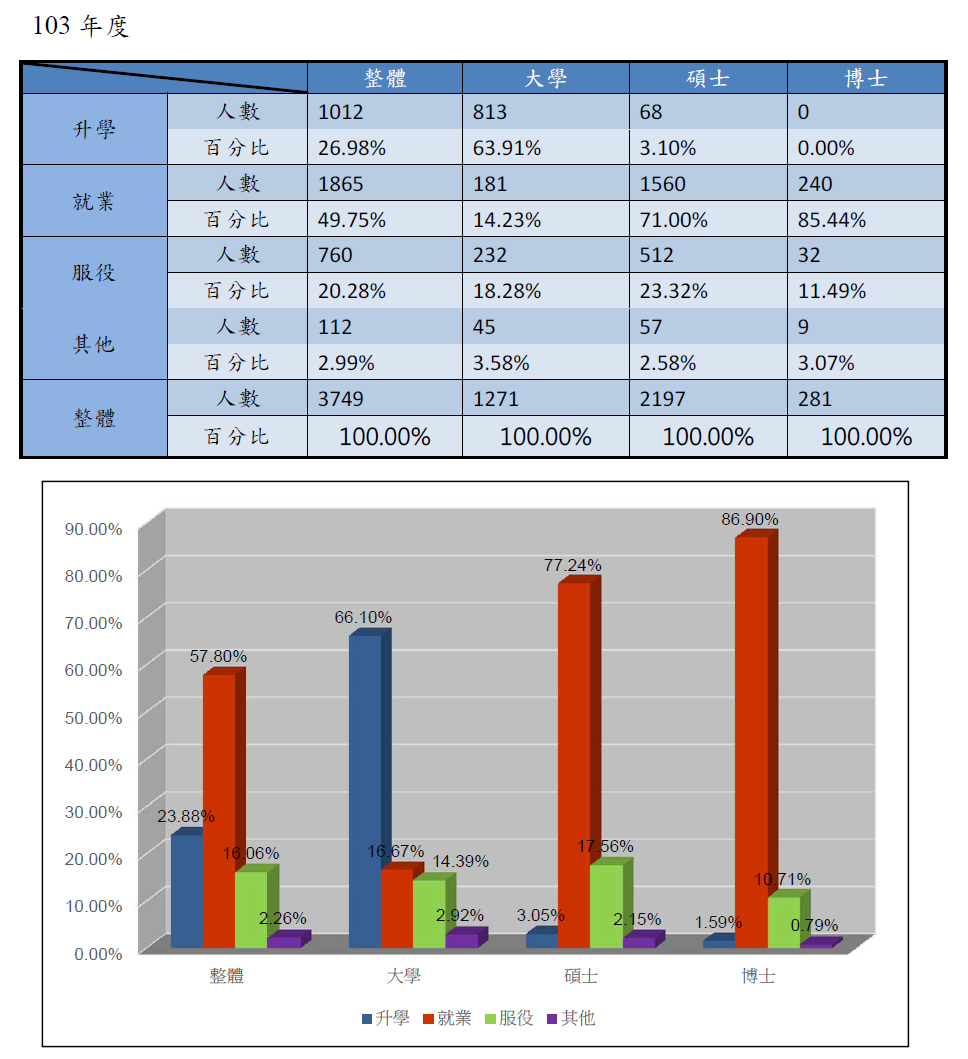 103 年度
整體 大學 碩士 博士
升學 人數 1012 813 68 0
百分比 26.98% 63.91% 3.10% 0.00%
就業 人數 1865 181 1560 240
百分比 49.75% 14.23% 71.00% 85.44%
服役 人數 760 232 512 32
百分比 20.28% 18.28% 23.32% 11.49%
其他 人數 112 45 57 9
百分比 2.99% 3.58% 2.58% 3.07%
整體 人數 3749 1271 2197 281
百分比 100.00% 100.00% 100.00% 100.00%
90.00%
80.00%
70.00%
60.00%
50.00%
40.00%
30.00%
20.00%
10.00%
0.00%
23.88% 57.80% 16.06% 2.26%
66.10% 16.67% 14.39% 2.92%
3.05% 77.24% 17.56% 2.15%
1.59% 86.90% 10.71% 0.79%
整體 大學 碩士 博士
升學 就業 服役 其他